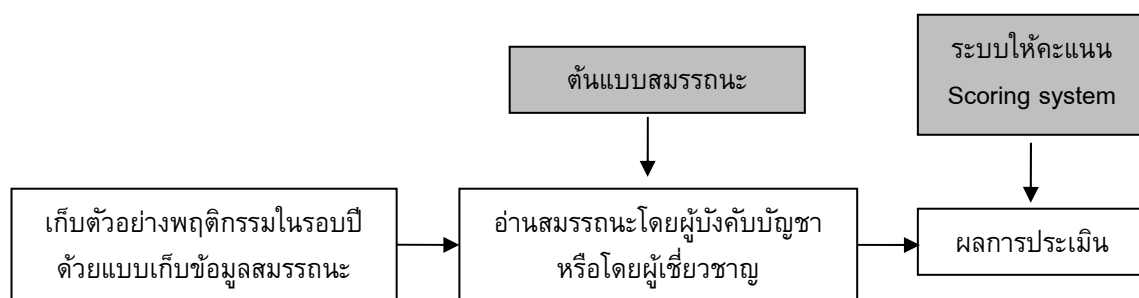 ระบบให้คะแนน
Scoring system
ต้นแบบสมรรถนะ
เก็บตัวอย่างพฤติกรรมในรอบปี
ด้วยแบบเก็บข้อมูลสมรรถนะ
อ่านสมรรถนะโดยผู้บังคับบัญชา
หรือโดยผู้เชี่ยวชาญ
ผลการประเมิน